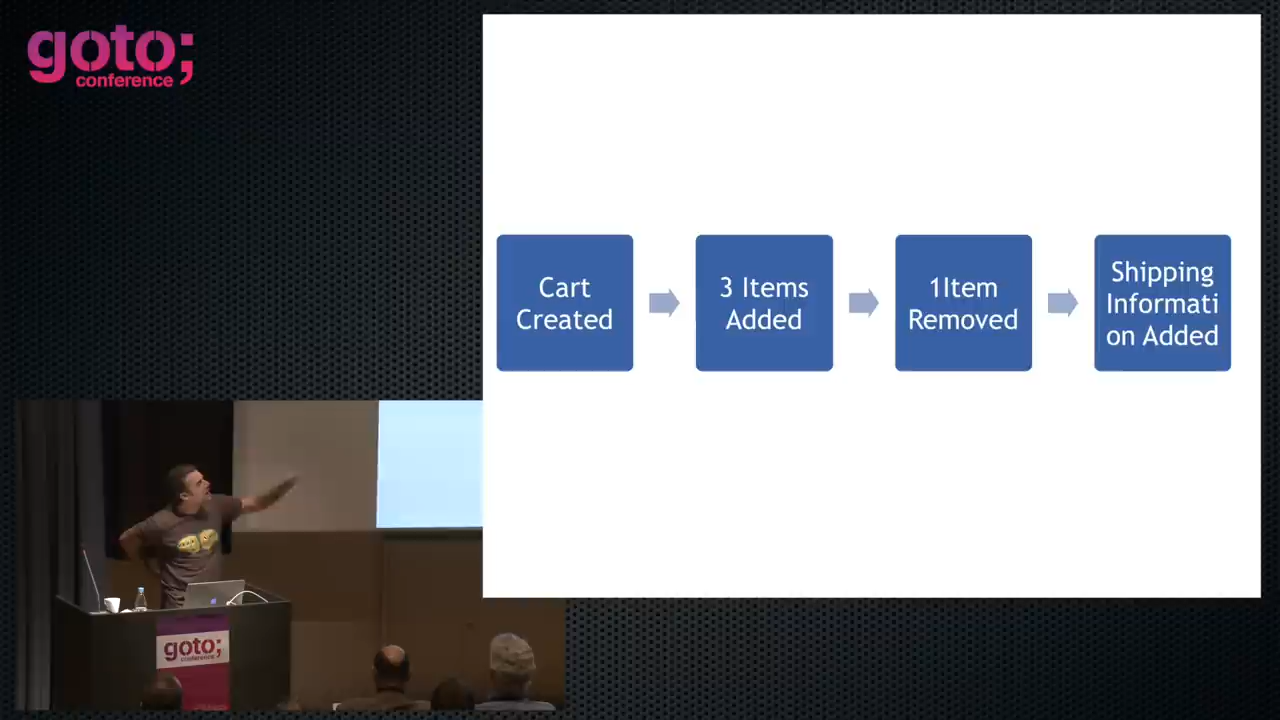 goto;
conference
Cart
Created
3 Items
Added
1Item
Removed
Shipping
Informati
on Added
goto;
conference